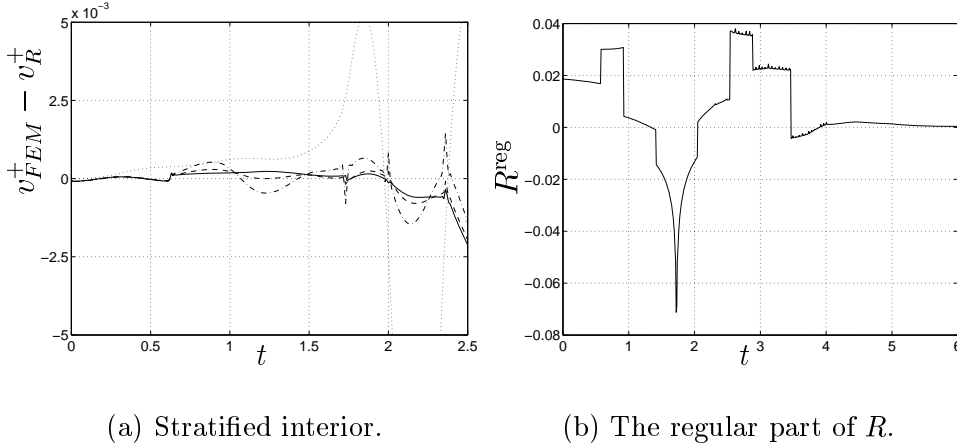 x 10⁻³
5
2.5
0
−2.5
−5
0 0.5 1 1.5 2 2.5
v⁺_FEM − v⁺_R
t
(a) Stratified interior.
0.04
0.02
0
−0.02
−0.04
−0.06
−0.08
0 1 2 3 4 5 6
R^reg
t
(b) The regular part of R.